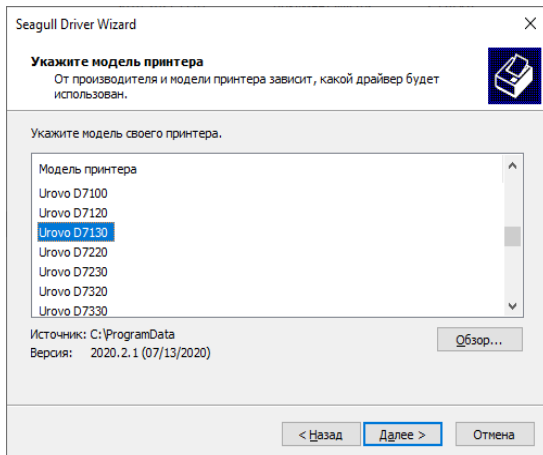 Seagull Driver Wizard
Укажите модель принтера
От производителя и модели принтера зависит, какой драйвер будет
использован.
Укажите модель своего принтера.
Модель принтера
Urovo D7100
Urovo D7120
Urovo D7130
Urovo D7220
Urovo D7230
Urovo D7320
Urovo D7330
Источник: C:\ProgramData
Обзор...
Версия: 2020.2.1 (07/13/2020)
< Назад Далее > Отмена